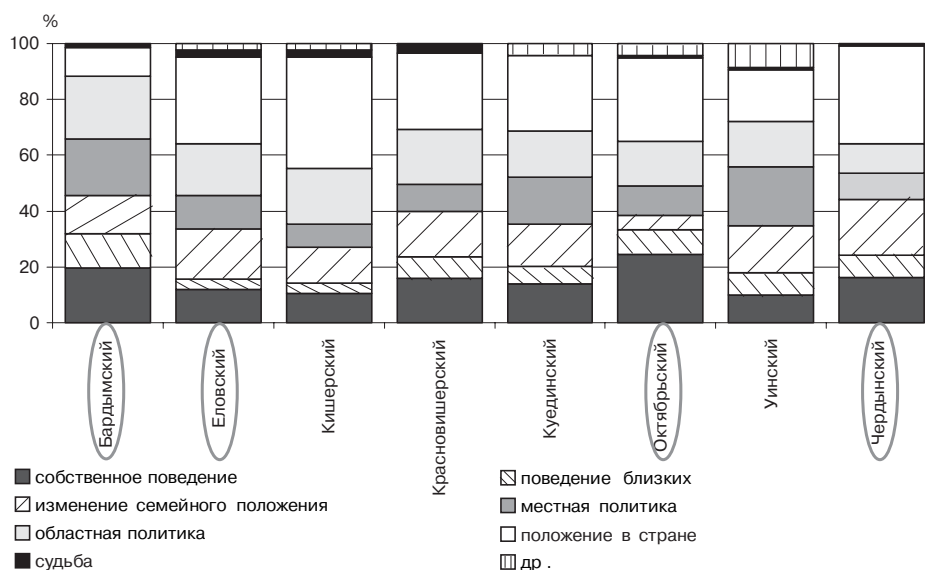 %
100
80
60
40
20
0
Бардымский
Еловский
Кишерский
Красновишерский
Куединский
Октябрьский
Уинский
Чердынский
собственное поведение
поведение близких
изменение семейного положения
местная политика
областная политика
положение в стране
судьба
др .